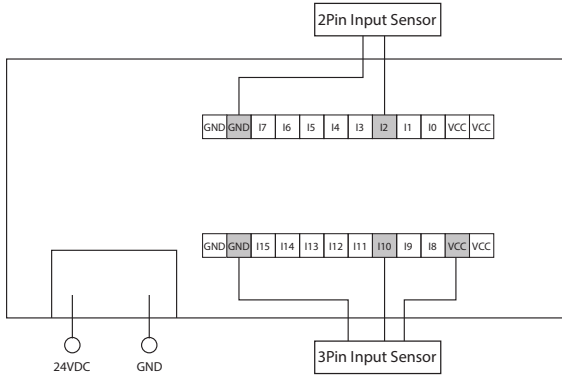 2Pin Input Sensor
GND GND I7 I6 I5 I4 I3 I2 I1 I0 VCC VCC
GND GND I15 I14 I13 I12 I11 I10 I9 I8 VCC VCC
3Pin Input Sensor
24VDC GND